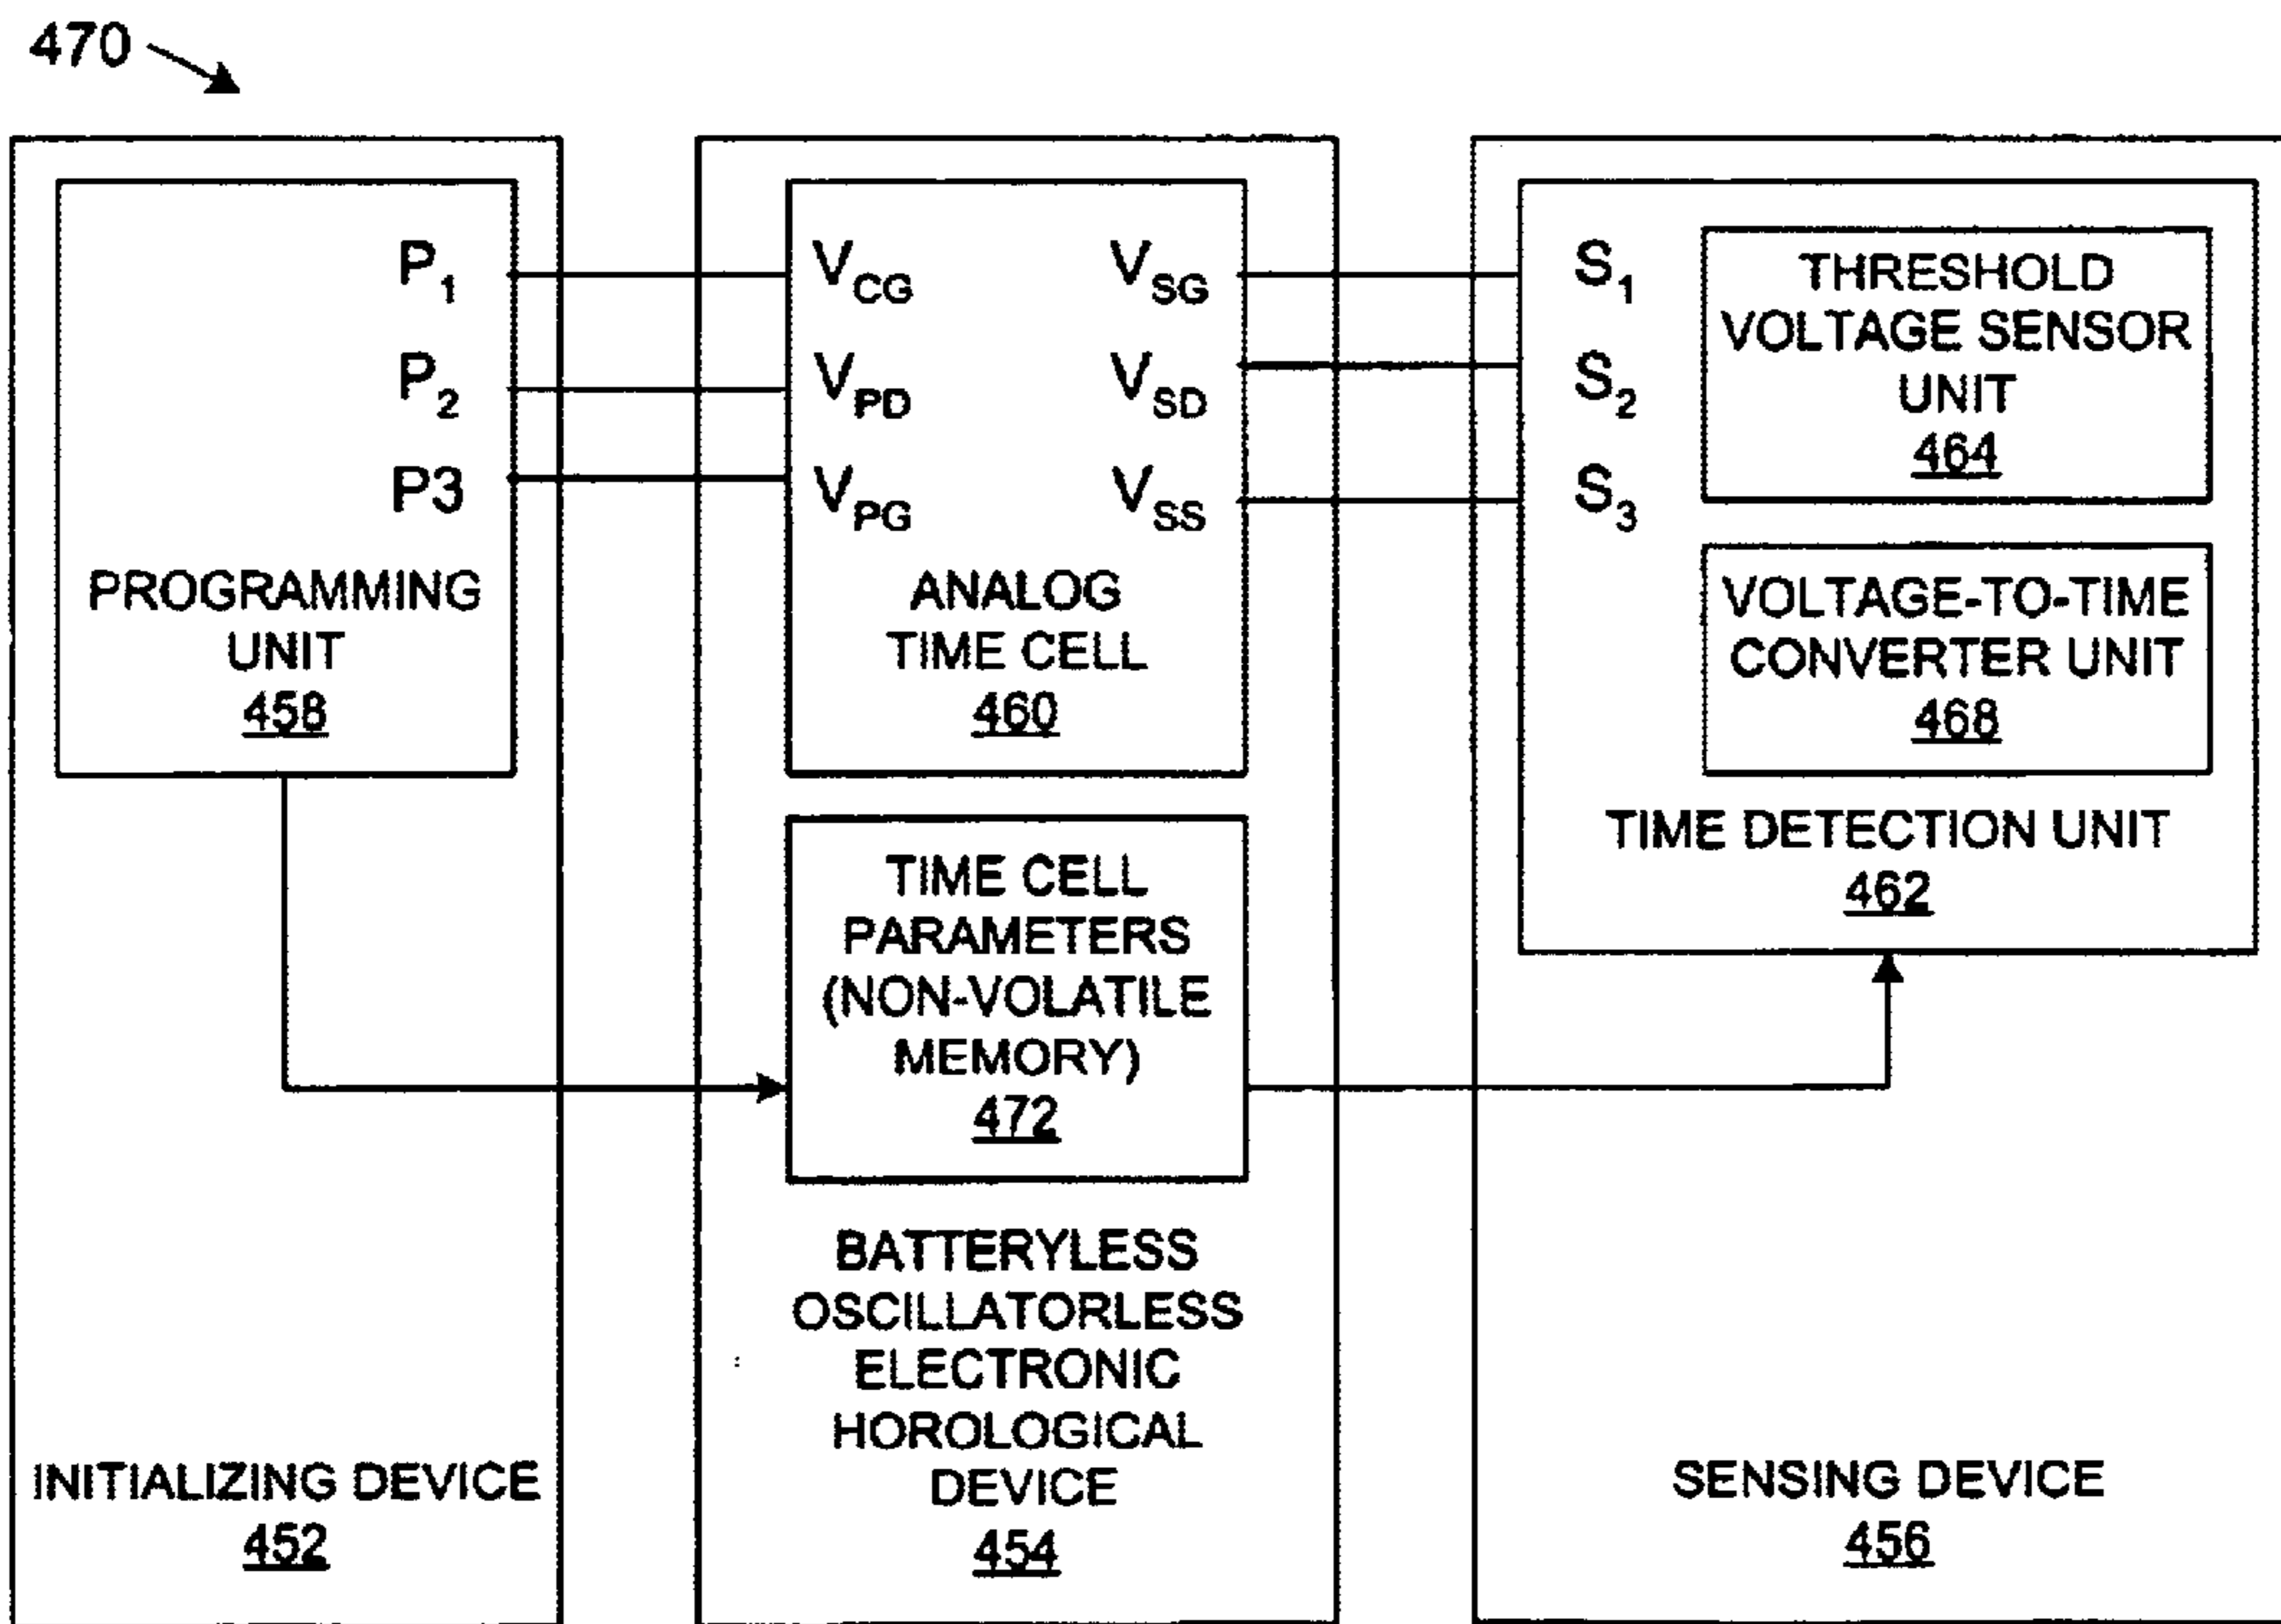 470
P1
P2
P3
PROGRAMMING
UNIT
458
INITIALIZING DEVICE
452
VCG
VPD
VPG
VSG
VSD
VSS
ANALOG
TIME CELL
460
TIME CELL
PARAMETERS
(NON-VOLATILE
MEMORY)
472
BATTERYLESS
OSCILLATORLESS
ELECTRONIC
HOROLOGICAL
DEVICE
454
S1
S2
S3
THRESHOLD
VOLTAGE SENSOR
UNIT
464
VOLTAGE-TO-TIME
CONVERTER UNIT
468
TIME DETECTION UNIT
462
SENSING DEVICE
456